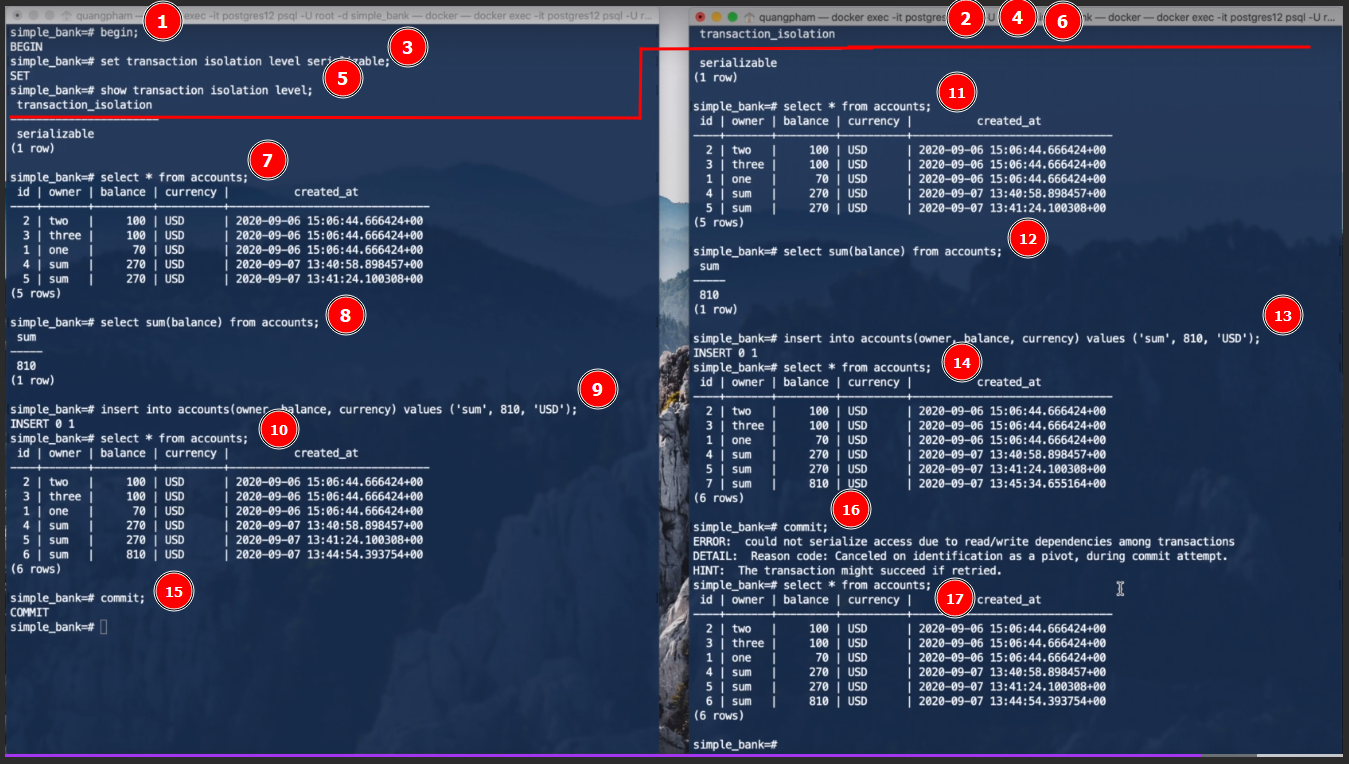 quangpham — docker exec -it postgres12 psql -U root -d simple_bank — docker — docker exec -it postgres12 psql -U r...
1
simple_bank=# begin;
BEGIN
3
simple_bank=# set transaction isolation level serializable;
SET
5
simple_bank=# show transaction isolation level;
transaction_isolation
serializable
(1 row)
7
simple_bank=# select * from accounts;
id | owner | balance | currency | created_at
2 | two | 100 | USD | 2020-09-06 15:06:44.666424+00
3 | three | 100 | USD | 2020-09-06 15:06:44.666424+00
1 | one | 70 | USD | 2020-09-06 15:06:44.666424+00
4 | sum | 270 | USD | 2020-09-07 13:40:58.898457+00
5 | sum | 270 | USD | 2020-09-07 13:41:24.100308+00
(5 rows)
8
simple_bank=# select sum(balance) from accounts;
sum
-----
810
(1 row)
9
simple_bank=# insert into accounts(owner, balance, currency) values ('sum', 810, 'USD');
INSERT 0 1
10
simple_bank=# select * from accounts;
id | owner | balance | currency | created_at
2 | two | 100 | USD | 2020-09-06 15:06:44.666424+00
3 | three | 100 | USD | 2020-09-06 15:06:44.666424+00
1 | one | 70 | USD | 2020-09-06 15:06:44.666424+00
4 | sum | 270 | USD | 2020-09-07 13:40:58.898457+00
5 | sum | 270 | USD | 2020-09-07 13:41:24.100308+00
6 | sum | 810 | USD | 2020-09-07 13:44:54.393754+00
(6 rows)
15
simple_bank=# commit;
COMMIT
simple_bank=#
quangpham — docker exec -it postgres12 psql — docker — docker exec -it postgres12 psql -U r...
2 4 6
transaction_isolation
serializable
(1 row)
11
simple_bank=# select * from accounts;
id | owner | balance | currency | created_at
2 | two | 100 | USD | 2020-09-06 15:06:44.666424+00
3 | three | 100 | USD | 2020-09-06 15:06:44.666424+00
1 | one | 70 | USD | 2020-09-06 15:06:44.666424+00
4 | sum | 270 | USD | 2020-09-07 13:40:58.898457+00
5 | sum | 270 | USD | 2020-09-07 13:41:24.100308+00
(5 rows)
12
simple_bank=# select sum(balance) from accounts;
sum
-----
810
(1 row)
13
simple_bank=# insert into accounts(owner, balance, currency) values ('sum', 810, 'USD');
INSERT 0 1
14
simple_bank=# select * from accounts;
id | owner | balance | currency | created_at
2 | two | 100 | USD | 2020-09-06 15:06:44.666424+00
3 | three | 100 | USD | 2020-09-06 15:06:44.666424+00
1 | one | 70 | USD | 2020-09-06 15:06:44.666424+00
4 | sum | 270 | USD | 2020-09-07 13:40:58.898457+00
5 | sum | 270 | USD | 2020-09-07 13:41:24.100308+00
7 | sum | 810 | USD | 2020-09-07 13:45:34.655164+00
(6 rows)
16
simple_bank=# commit;
ERROR:  could not serialize access due to read/write dependencies among transactions
DETAIL:  Reason code: Canceled on identification as a pivot, during commit attempt.
HINT:  The transaction might succeed if retried.
simple_bank=# select * from accounts;
17
id | owner | balance | currency | created_at
2 | two | 100 | USD | 2020-09-06 15:06:44.666424+00
3 | three | 100 | USD | 2020-09-06 15:06:44.666424+00
1 | one | 70 | USD | 2020-09-06 15:06:44.666424+00
4 | sum | 270 | USD | 2020-09-07 13:40:58.898457+00
5 | sum | 270 | USD | 2020-09-07 13:41:24.100308+00
6 | sum | 810 | USD | 2020-09-07 13:44:54.393754+00
(6 rows)
simple_bank=#